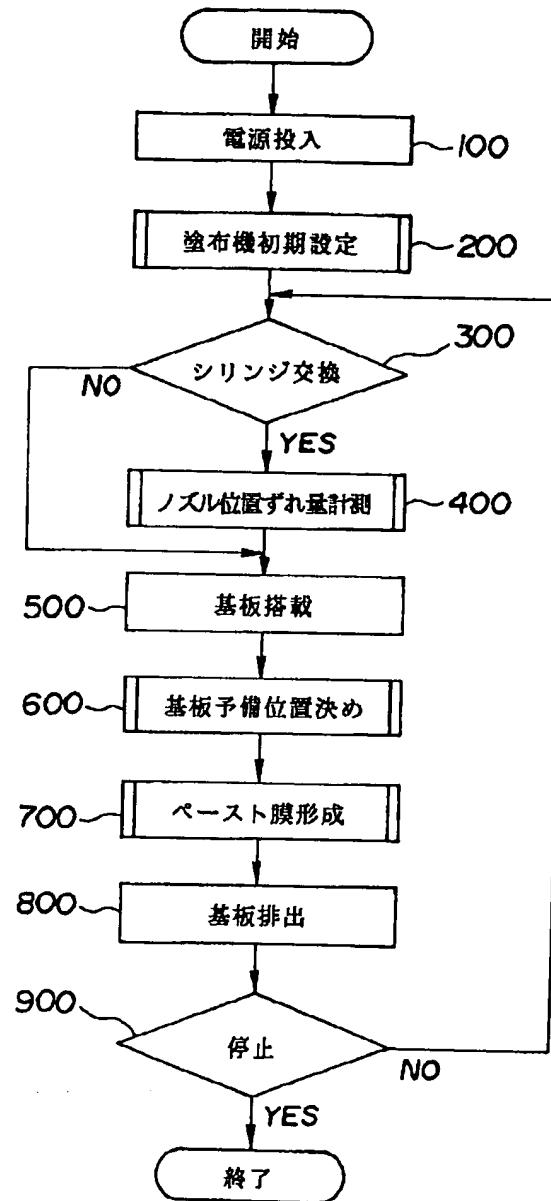 開始
電源投入
100
塗布機初期設定
200
300
シリンジ交換
NO
YES
ノズル位置ずれ量計測
400
500
基板搭載
600
基板予備位置決め
700
ペースト膜形成
800
基板排出
900
停止
NO
YES
終了